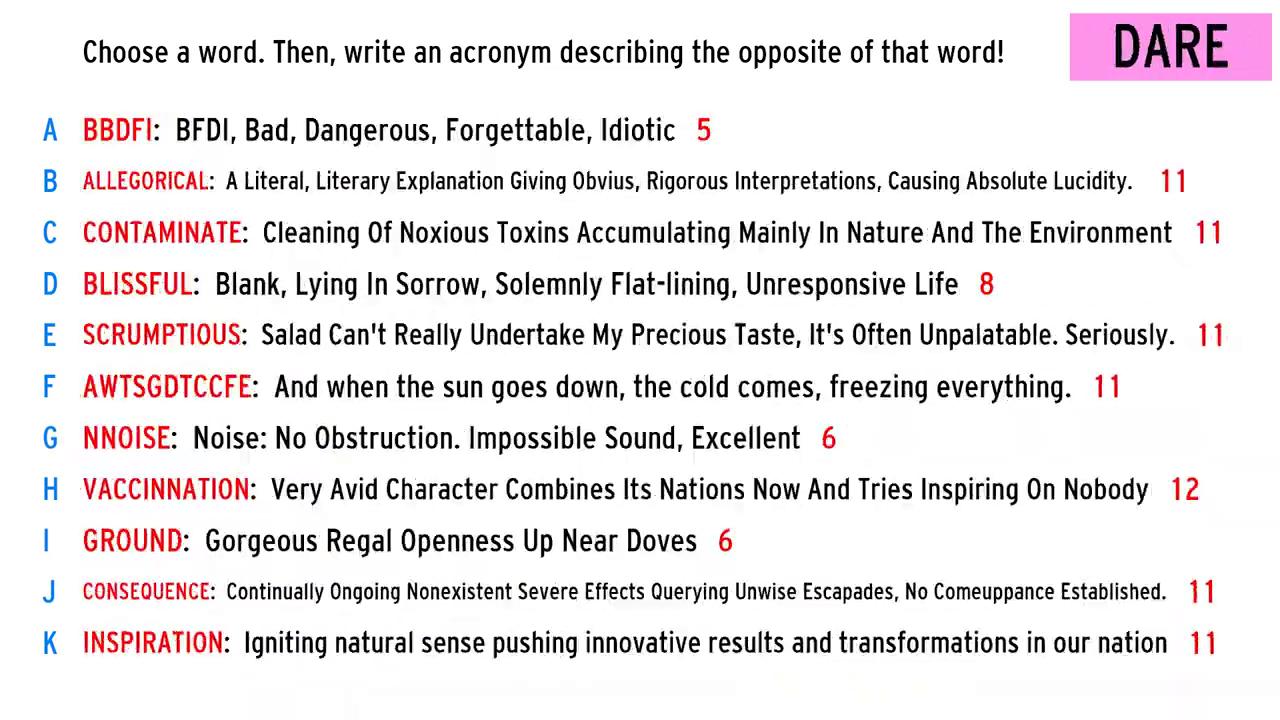 Choose a word. Then, write an acronym describing the opposite of that word!
DARE
A BBDFI: BFDI, Bad, Dangerous, Forgettable, Idiotic 5
B ALLEGORICAL: A Literal, Literary Explanation Giving Obvius, Rigorous Interpretations, Causing Absolute Lucidity. 11
C CONTAMINATE: Cleaning Of Noxious Toxins Accumulating Mainly In Nature And The Environment 11
D BLISSFUL: Blank, Lying In Sorrow, Solemnly Flat-lining, Unresponsive Life 8
E SCRUMPTIOUS: Salad Can't Really Undertake My Precious Taste, It's Often Unpalatable. Seriously. 11
F AWTSGDTCCFE: And when the sun goes down, the cold comes, freezing everything. 11
G NNOISE: Noise: No Obstruction. Impossible Sound, Excellent 6
H VACCINNATION: Very Avid Character Combines Its Nations Now And Tries Inspiring On Nobody 12
I GROUND: Gorgeous Regal Openness Up Near Doves 6
J CONSEQUENCE: Continually Ongoing Nonexistent Severe Effects Querying Unwise Escapades, No Comeuppance Established. 11
K INSPIRATION: Igniting natural sense pushing innovative results and transformations in our nation 11